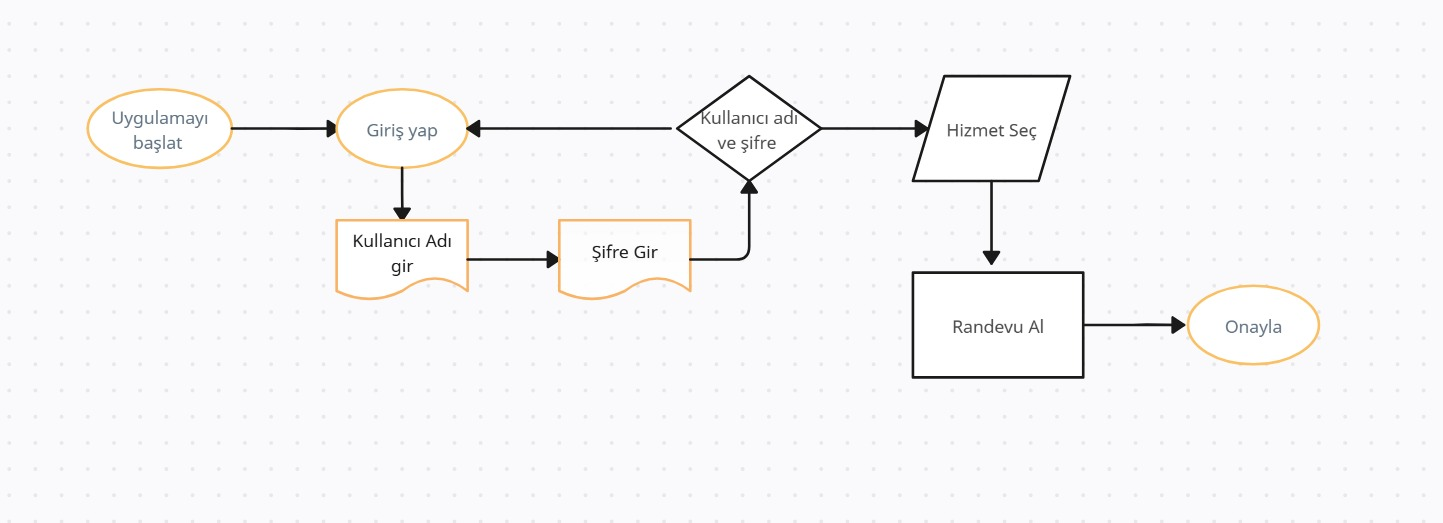 Uygulamayı
başlat
Giriş yap
Kullanıcı adı
ve şifre
Hizmet Seç
Kullanıcı Adı
gir
Şifre Gir
Randevu Al
Onayla